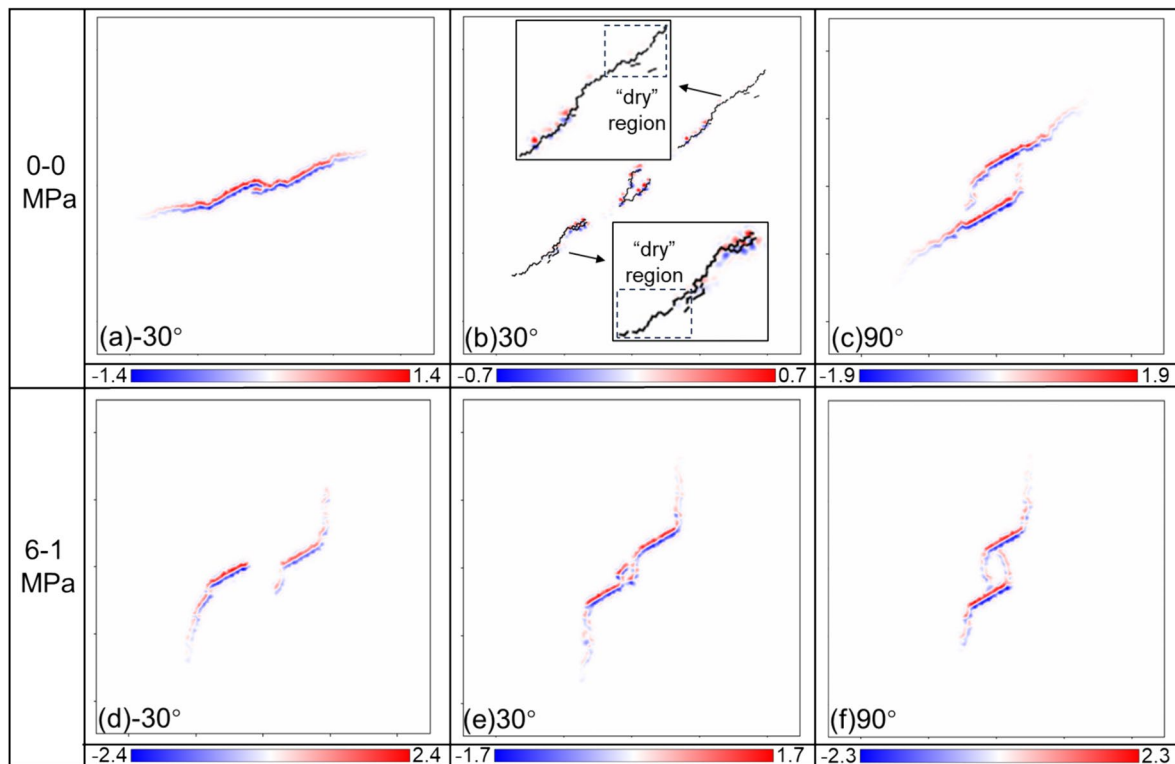 0-0
MPa
(a)-30°
-1.4 1.4
“dry”
region
“dry”
region
(b)30°
-0.7 0.7
(c)90°
-1.9 1.9
6-1
MPa
(d)-30°
-2.4 2.4
(e)30°
-1.7 1.7
(f)90°
-2.3 2.3